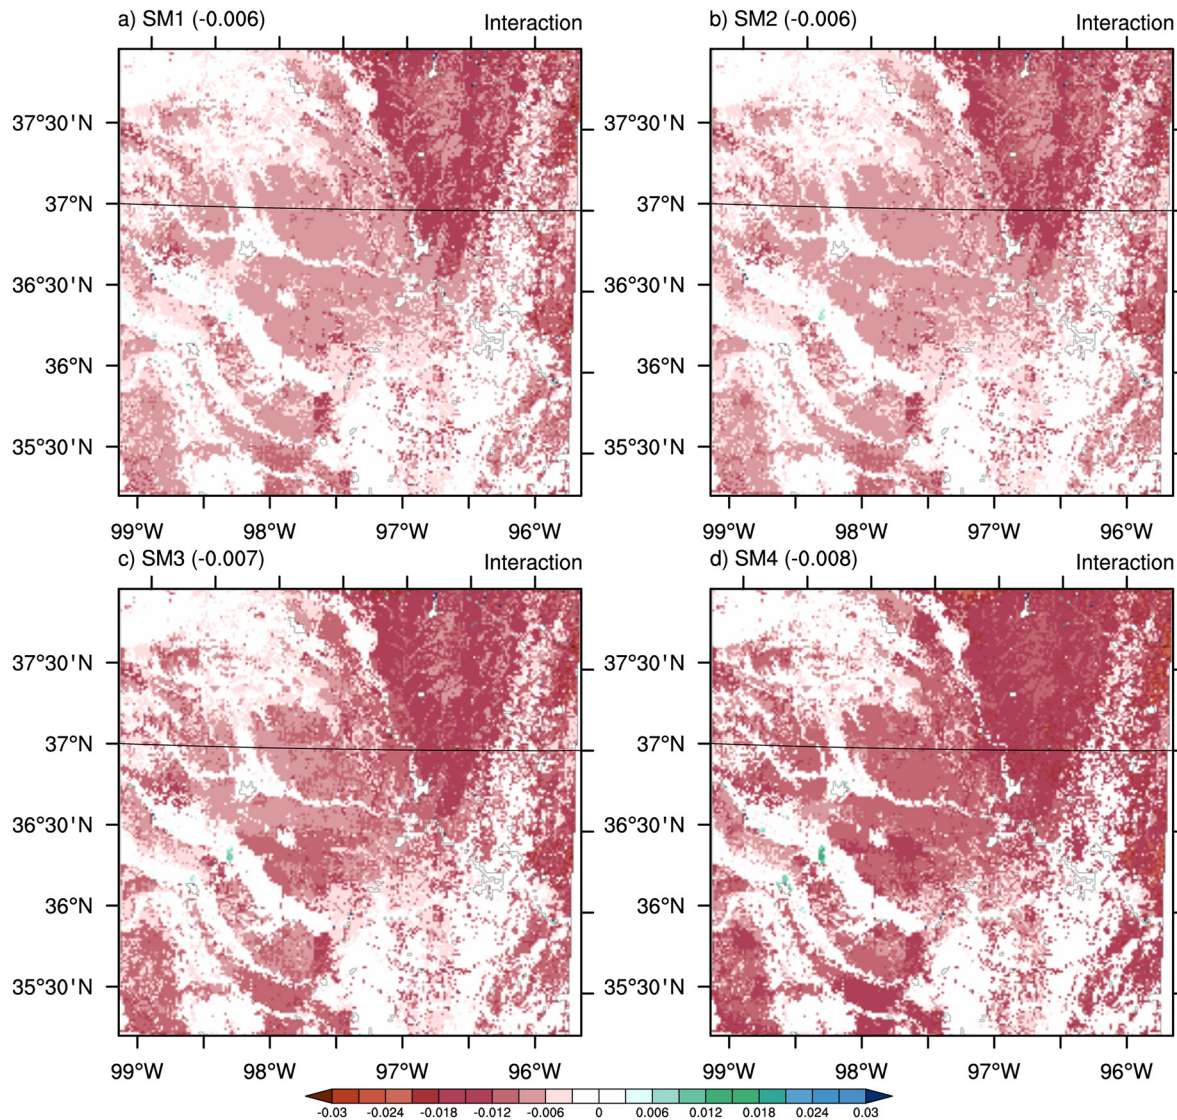 a) SM1 (-0.006) Interaction
b) SM2 (-0.006) Interaction
37°30'N
37°N
36°30'N
36°N
35°30'N
99°W 98°W 97°W 96°W
37°30'N
37°N
36°30'N
36°N
35°30'N
99°W 98°W 97°W 96°W
c) SM3 (-0.007) Interaction
d) SM4 (-0.008) Interaction
37°30'N
37°N
36°30'N
36°N
35°30'N
99°W 98°W 97°W 96°W
37°30'N
37°N
36°30'N
36°N
35°30'N
99°W 98°W 97°W 96°W
-0.03 -0.024 -0.018 -0.012 -0.006 0 0.006 0.012 0.018 0.024 0.03